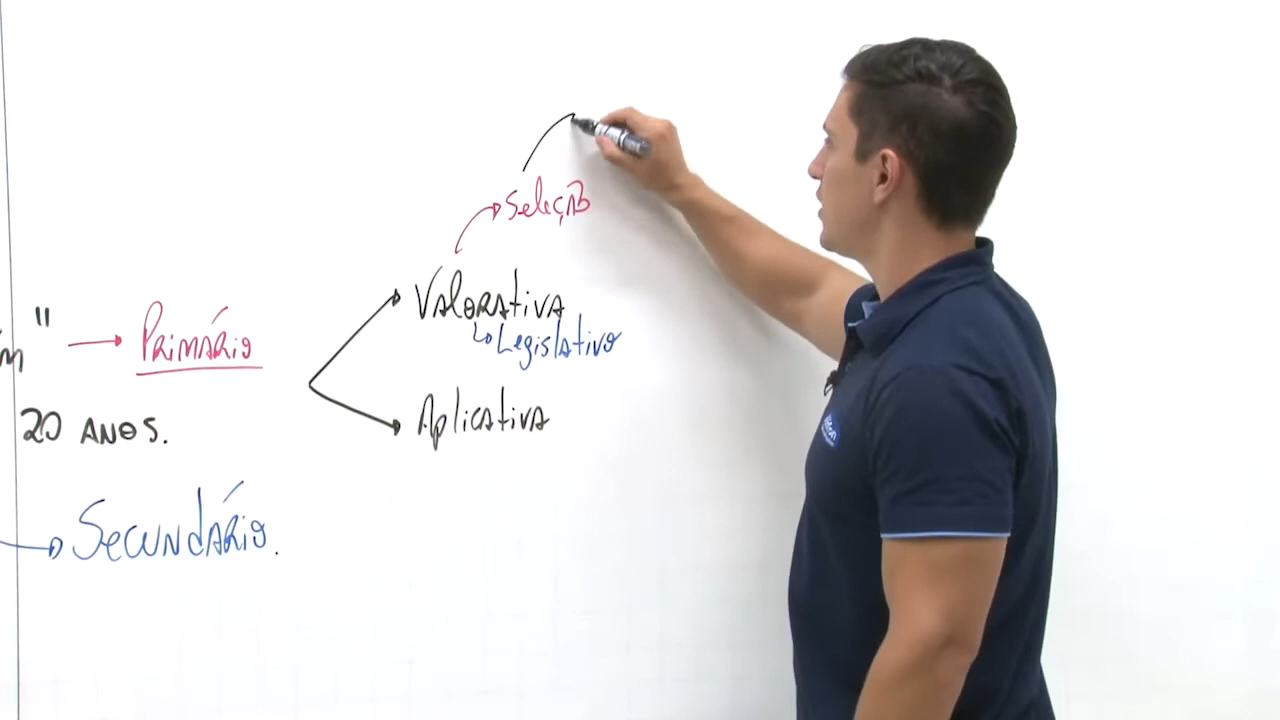 "
Primário
20 anos.
Secundário.
Seleção
Valorativa
Legislativo
Aplicativa